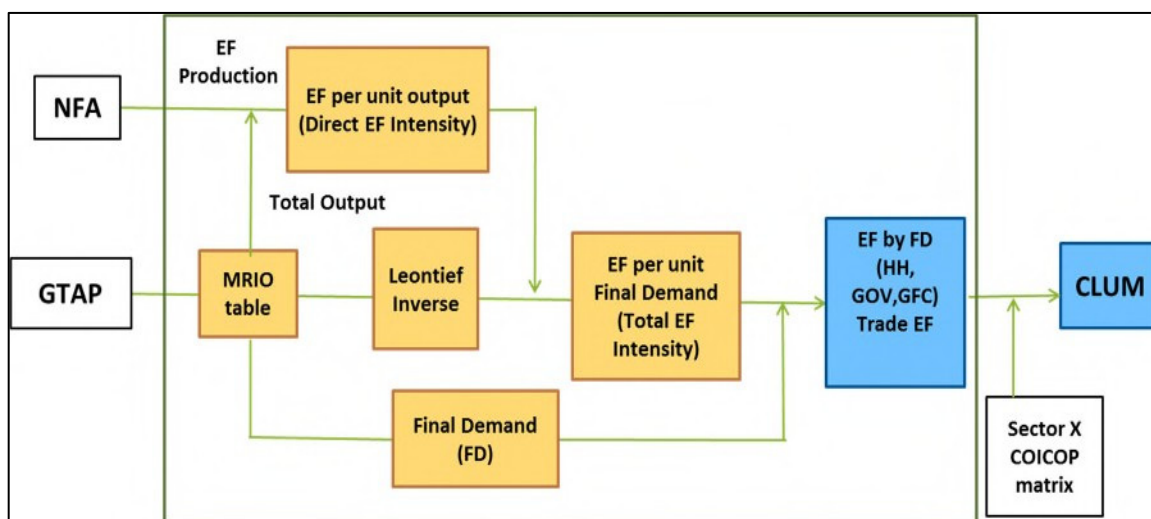 EF
Production
NFA
EF per unit output
(Direct EF Intensity)
Total Output
GTAP
MRIO
table
Leontief
Inverse
EF per unit
Final Demand
(Total EF
Intensity)
EF by FD
(HH,
GOV,GFC)
Trade EF
CLUM
Final Demand
(FD)
Sector X
COICOP
matrix